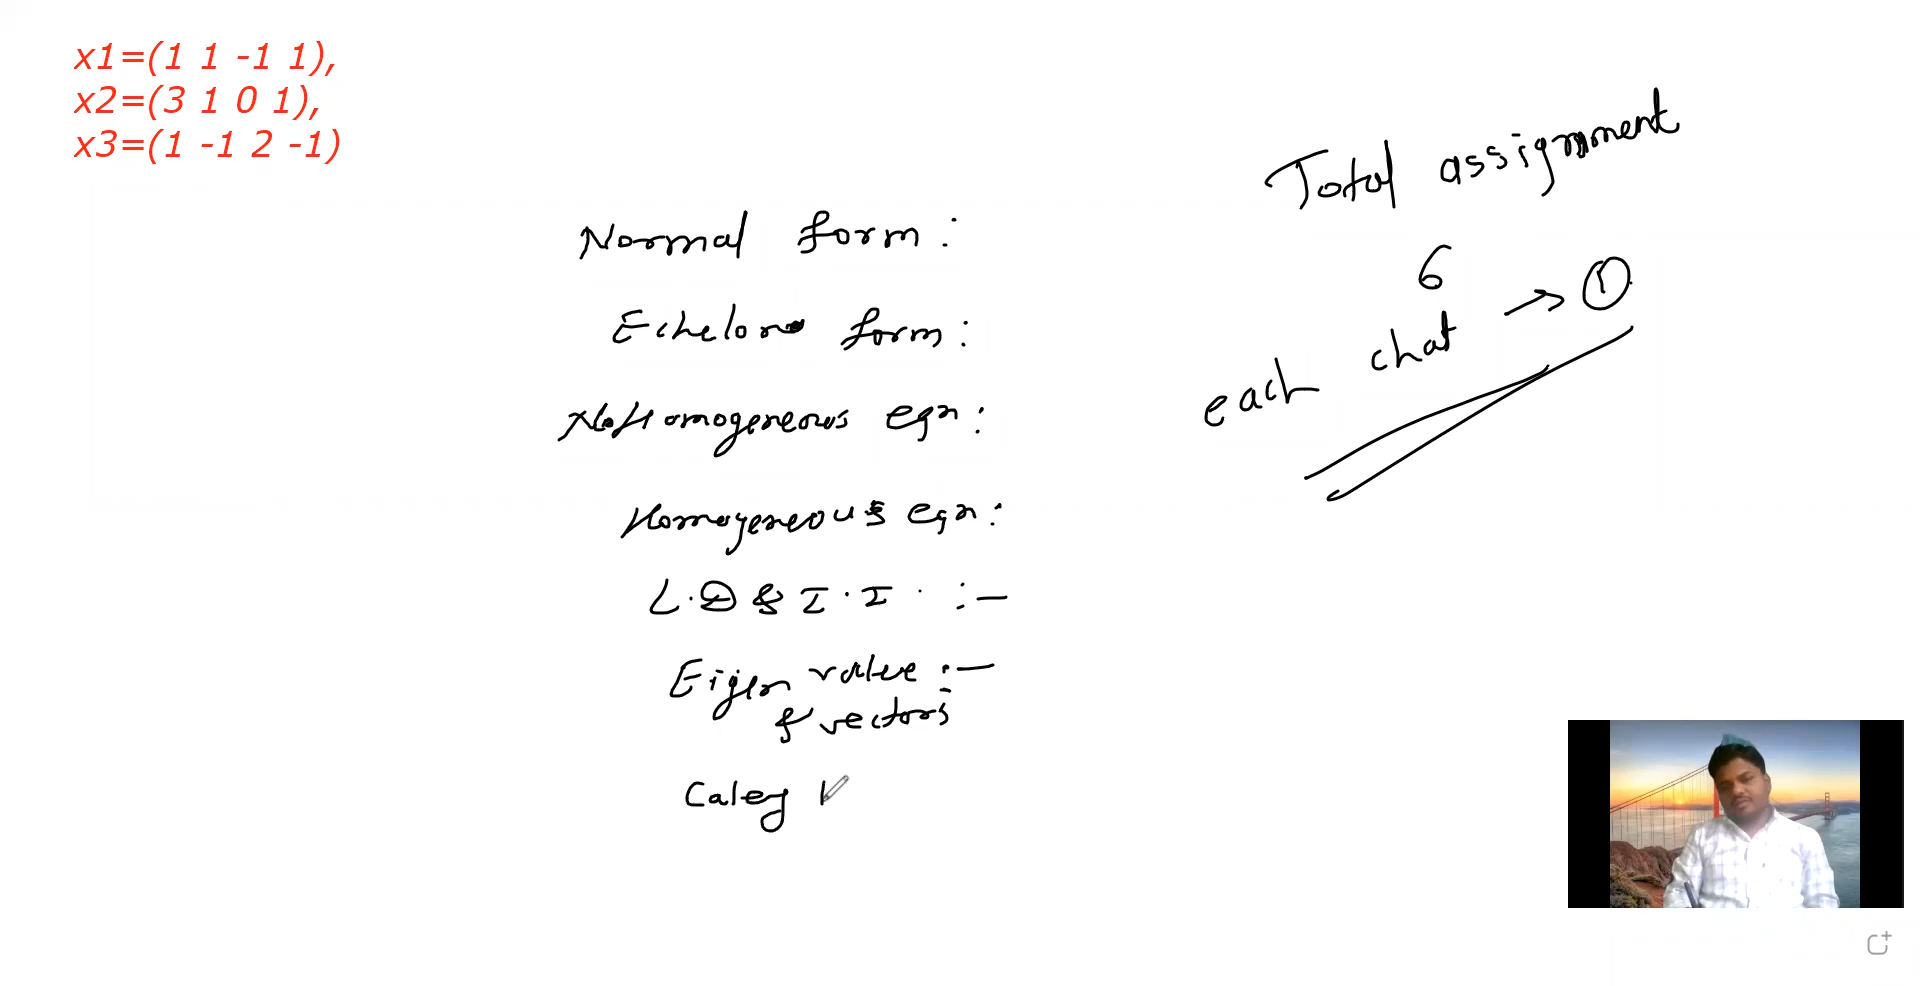 x1=(1 1 -1 1),
x2=(3 1 0 1),
x3=(1 -1 2 -1)
Normal form :
Echelon form :
Homogeneous eqn :
Homogeneous eqn :
L.D & I.I. :-
Eigen value :-
& vectors
Caley
Total assignment
6
each chat → 1